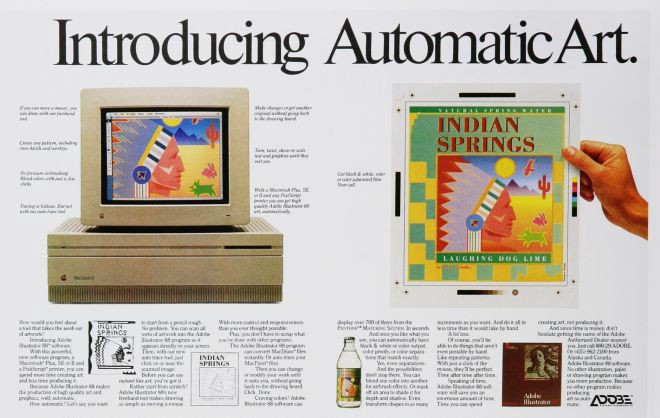 Introducing Automatic Art.
If you can move a mouse, you
can draw with our freehand
tool.
Create any pattern, including
cross-hatch and overlays.
No pressure airbrushing.
Blend colors with just a few
clicks.
Tracing is tedious. But not
with our auto trace tool.
Make changes or get another
original without going back
to the drawing board.
Turn, twist, shear or scale
text and graphics until they
suit you.
With a Macintosh Plus, SE,
or II and any PostScript
printer you can get high
quality Adobe Illustrator 88
art, automatically.
Macintosh II
Get black & white, color
or color separated film.
Your call.
NATURAL SPRING WATER
INDIAN
SPRINGS
LAUGHING DOG LIME
How would you feel about
a tool that takes the work out
of artwork?
Introducing Adobe
Illustrator 88™ software.
With this powerful,
new software program, a
Macintosh® Plus, SE or II and
a PostScript® printer, you can
spend more time creating art
and less time producing it.
Because Adobe Illustrator 88 makes
the production of high quality art and
graphics, well, automatic.
How automatic? Let's say you want
INDIAN
SPRINGS
to start from a pencil rough.
No problem. You can scan all
sorts of artwork into the Adobe
Illustrator 88 program so it
appears directly on your screen.
Then, with our new
auto trace tool, just
click on or near the
scanned image.
Before you can say
instant line art, you've got it.
Rather start from scratch?
Adobe Illustrator 88's new
freehand tool makes drawing
as simple as moving a mouse.
INDIAN
SPRINGS
With more control and responsiveness
than you ever thought possible.
Plus, you don't have to scrap what
you've done with other programs.
The Adobe Illustrator 88 program
can convert MacDraw® files
instantly. Or auto trace your
MacPaint® files.
Then you can change
or modify your work until
it suits you, without going
back to the drawing board.
Click. Done.
Craving colors? Adobe
Illustrator 88 software can
display over 700 of them from the
PANTONE™ MATCHING SYSTEM. In seconds.
And once you like what you
see, you can automatically have
black & white or color output,
color proofs, or color separa-
tions that match exactly.
Yes, even separations.
And the possibilities
don't stop there. You can
blend one color into another
for airbrush effects. Or mask
off an area to shade it for
depth and shadow. Even
transform shapes in as many
increments as you want. And do it all in
less time than it would take by hand.
A lot less.
Of course, you'll be
able to do things that aren't
even possible by hand.
Like repeating patterns.
With just a click of the
mouse, they'll be perfect.
Time after time after time.
Speaking of time,
Adobe Illustrator 88 soft-
ware will save you an
enormous amount of time.
Time you can spend
Adobe
Illustrator
creating art, not producing it.
And since time is money, don't
hesitate getting the name of the Adobe
Authorized Dealer nearest
you. Just call 800-29-ADOBE.
Or (415) 962-2100 from
Alaska and Canada.
Adobe Illustrator 88 software.
No other illustration, paint
or drawing program makes
you more productive. Because
no other program makes
producing
art so auto-
matic.
ADOBE